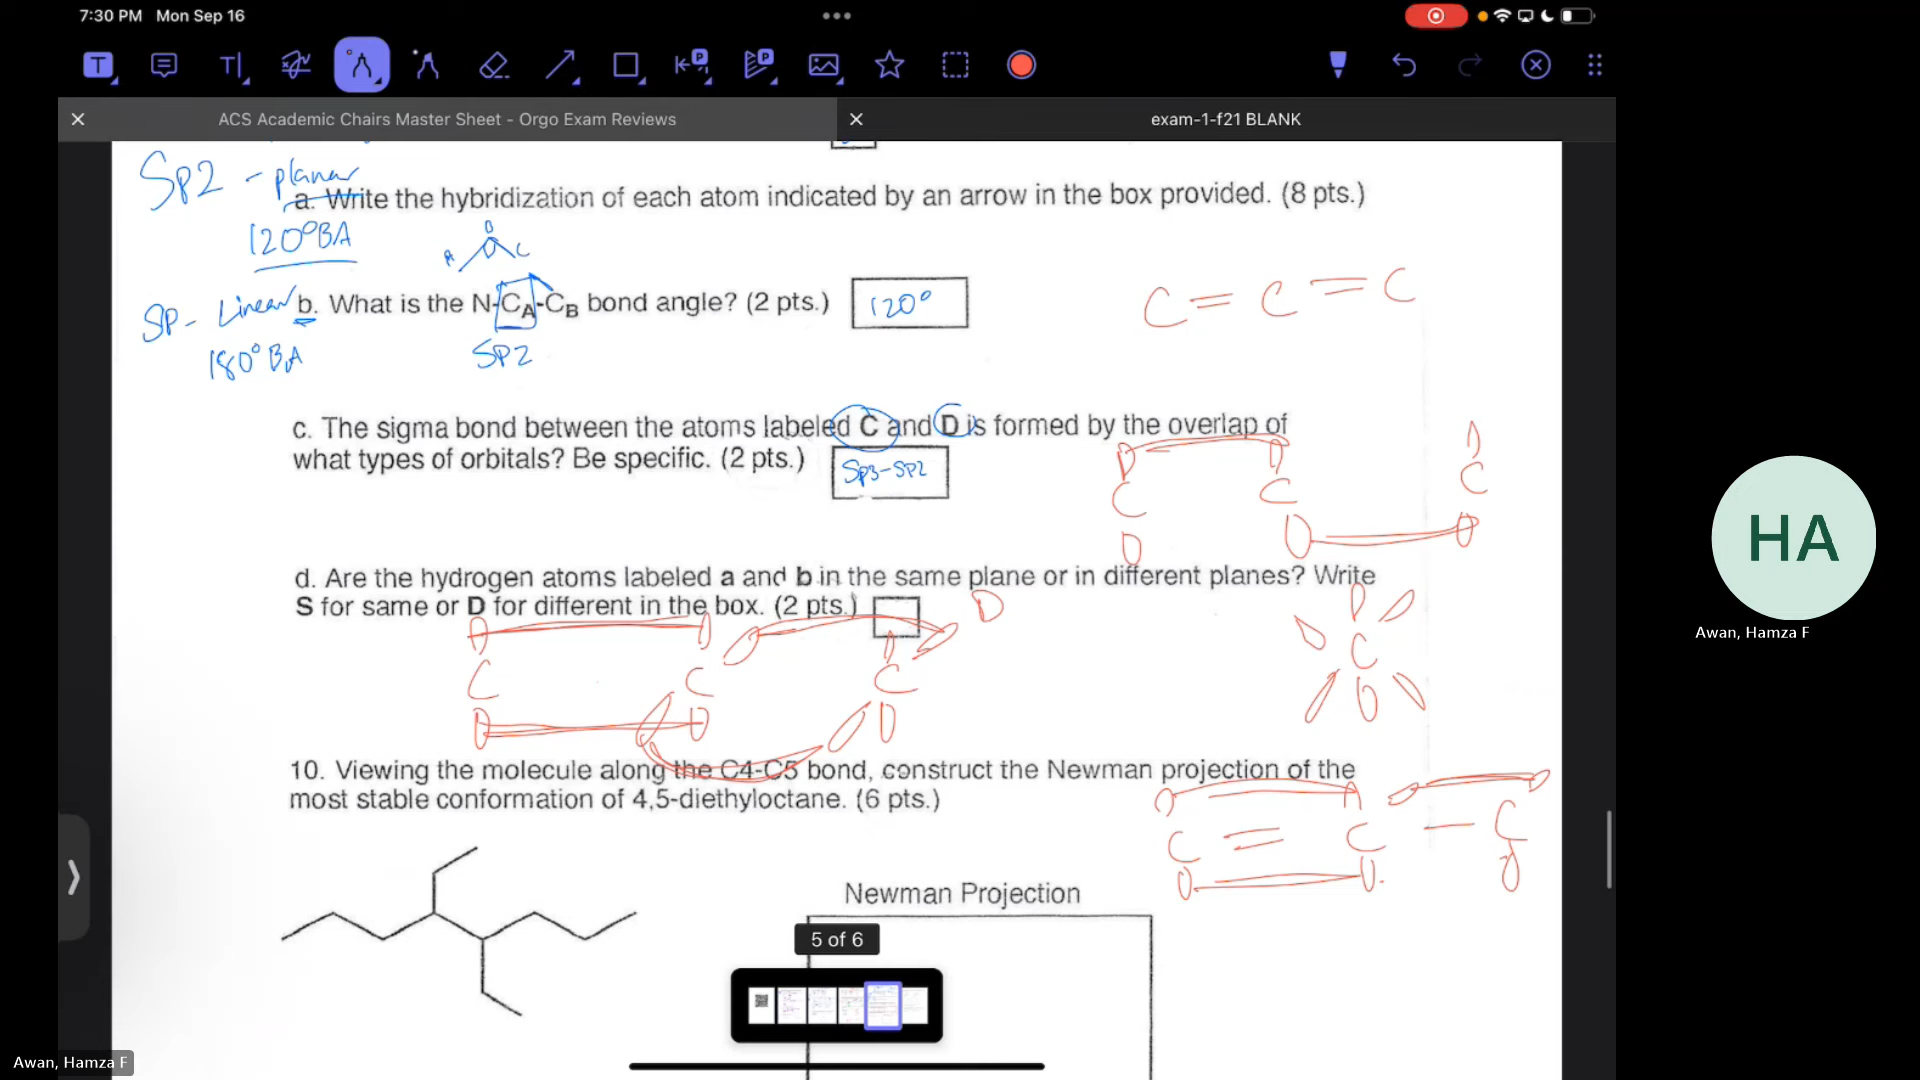 7:30 PM Mon Sep 16
ACS Academic Chairs Master Sheet - Orgo Exam Reviews
exam-1-f21 BLANK
Sp2 - planar
a. Write the hybridization of each atom indicated by an arrow in the box provided. (8 pts.)
120° BA
A B C
Sp - Linear
b. What is the N-CA-CB bond angle? (2 pts.)
120°
180° BA
Sp2
C = C = C
c. The sigma bond between the atoms labeled C and D is formed by the overlap of
what types of orbitals? Be specific. (2 pts.)
Sp3-Sp2
C C C
d. Are the hydrogen atoms labeled a and b in the same plane or in different planes? Write
S for same or D for different in the box. (2 pts.)
D
C C C
C
10. Viewing the molecule along the C4-C5 bond, construct the Newman projection of the
most stable conformation of 4,5-diethyloctane. (6 pts.)
C = C - C
Newman Projection
5 of 6
HA
Awan, Hamza F
Awan, Hamza F